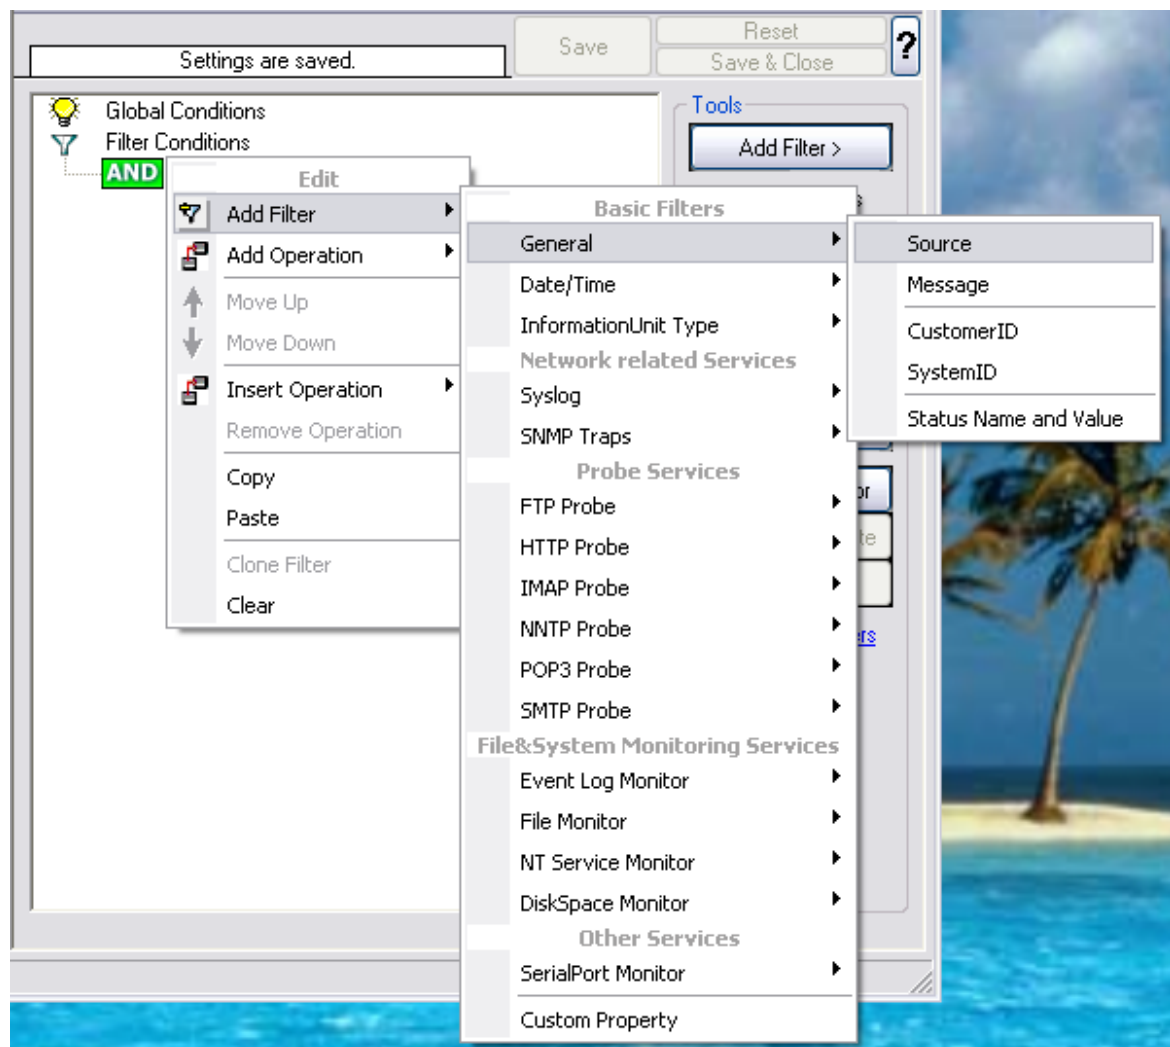 Settings are saved.
Save
Reset
Save & Close
?
Global Conditions
Filter Conditions
AND
Tools
Add Filter >
Edit
Add Filter
Add Operation
Move Up
Move Down
Insert Operation
Remove Operation
Copy
Paste
Clone Filter
Clear
Basic Filters
General
Date/Time
InformationUnit Type
Network related Services
Syslog
SNMP Traps
Probe Services
FTP Probe
HTTP Probe
IMAP Probe
NNTP Probe
POP3 Probe
SMTP Probe
File&System Monitoring Services
Event Log Monitor
File Monitor
NT Service Monitor
DiskSpace Monitor
Other Services
SerialPort Monitor
Custom Property
Source
Message
CustomerID
SystemID
Status Name and Value